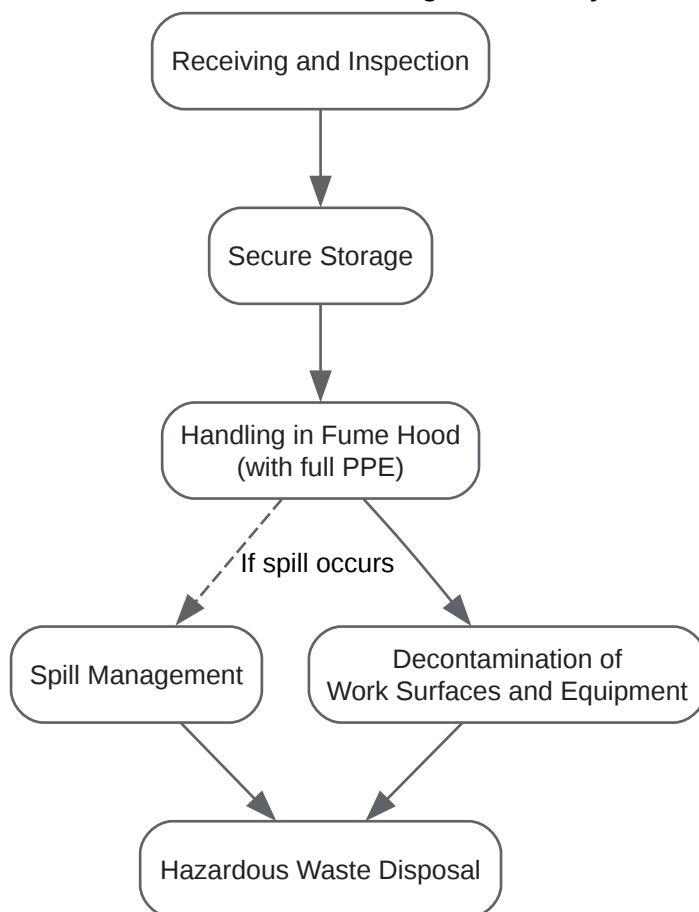 Receiving and Inspection
Secure Storage
Handling in Fume Hood
(with full PPE)
If spill occurs
Spill Management
Decontamination of
Work Surfaces and Equipment
Hazardous Waste Disposal